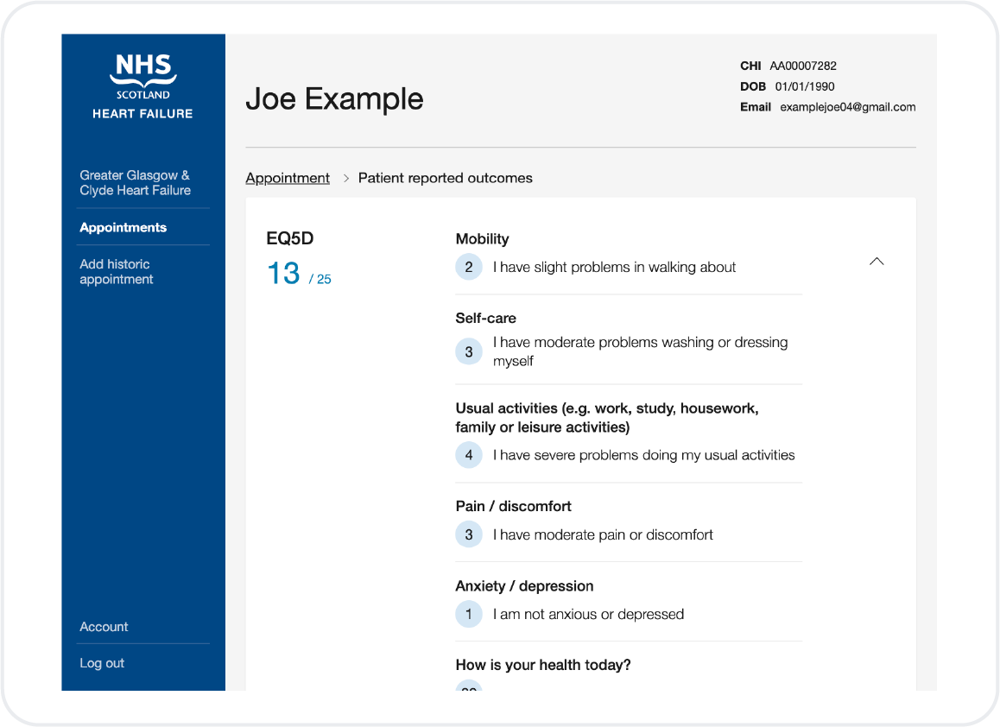 NHS
SCOTLAND
HEART FAILURE
Greater Glasgow &
Clyde Heart Failure
Appointments
Add historic
appointment
Account
Log out
Joe Example
CHI AA00007282
DOB 01/01/1990
Email examplejoe04@gmail.com
Appointment > Patient reported outcomes
EQ5D
13 / 25
Mobility
2 I have slight problems in walking about
Self-care
3 I have moderate problems washing or dressing
myself
Usual activities (e.g. work, study, housework,
family or leisure activities)
4 I have severe problems doing my usual activities
Pain / discomfort
3 I have moderate pain or discomfort
Anxiety / depression
1 I am not anxious or depressed
How is your health today?